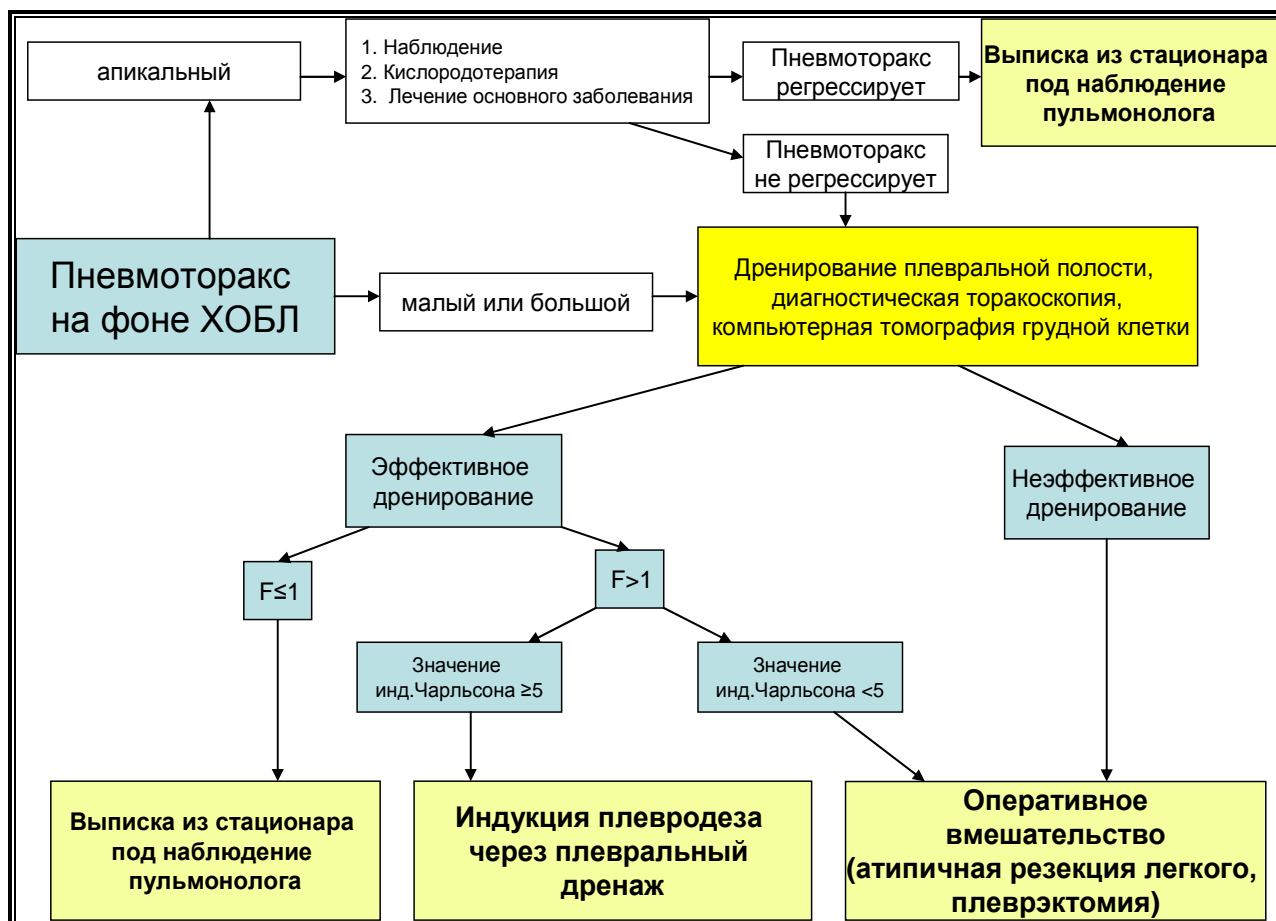 апикальный
1. Наблюдение
2. Кислородотерапия
3. Лечение основного заболевания
Пневмоторакс
регрессирует
Выписка из стационара
под наблюдение
пульмонолога
Пневмоторакс
не регрессирует
Пневмоторакс
на фоне ХОБЛ
малый или большой
Дренирование плевральной полости,
диагностическая торакоскопия,
компьютерная томография грудной клетки
Эффективное
дренирование
Неэффективное
дренирование
F≤1
F>1
Значение
инд.Чарльсона ≥5
Значение
инд.Чарльсона <5
Выписка из стационара
под наблюдение
пульмонолога
Индукция плевродеза
через плевральный
дренаж
Оперативное
вмешательство
(атипичная резекция легкого,
плеврэктомия)